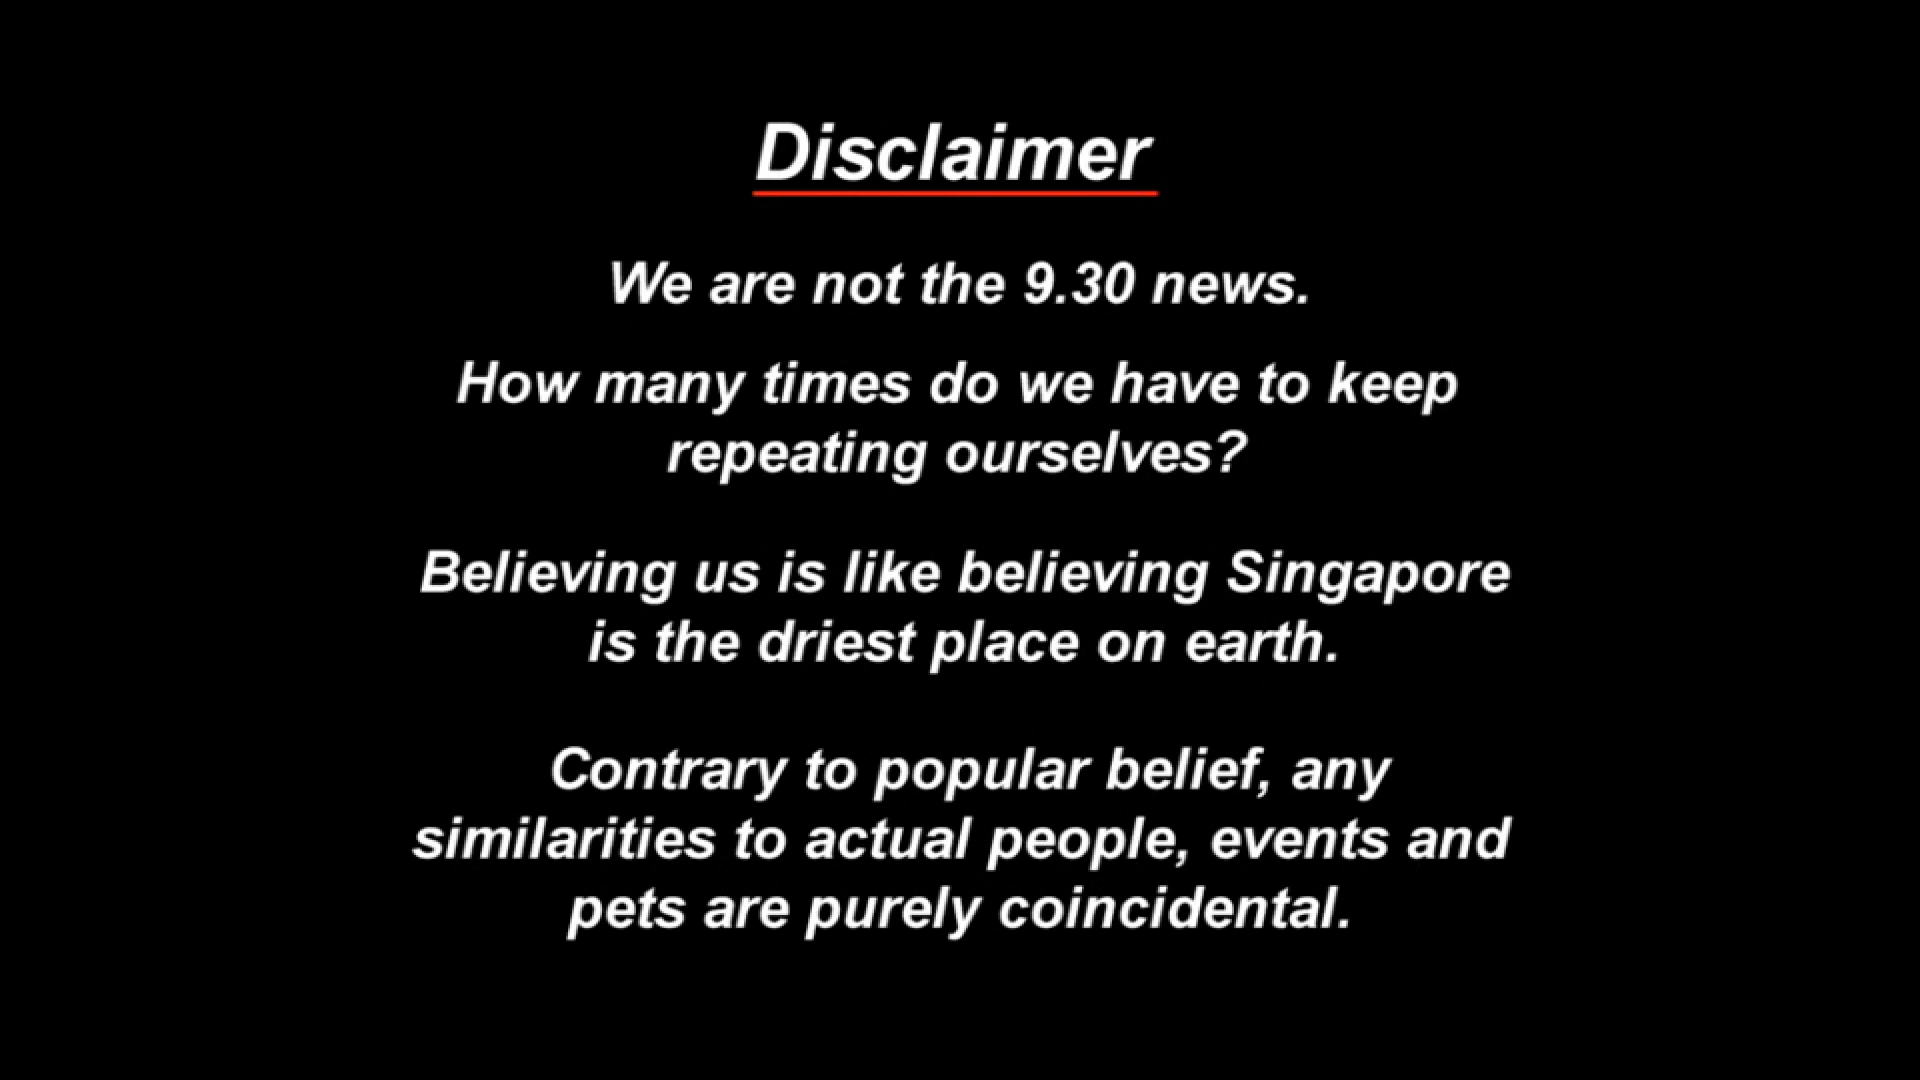 Disclaimer
We are not the 9.30 news.
How many times do we have to keep
repeating ourselves?
Believing us is like believing Singapore
is the driest place on earth.
Contrary to popular belief, any
similarities to actual people, events and
pets are purely coincidental.